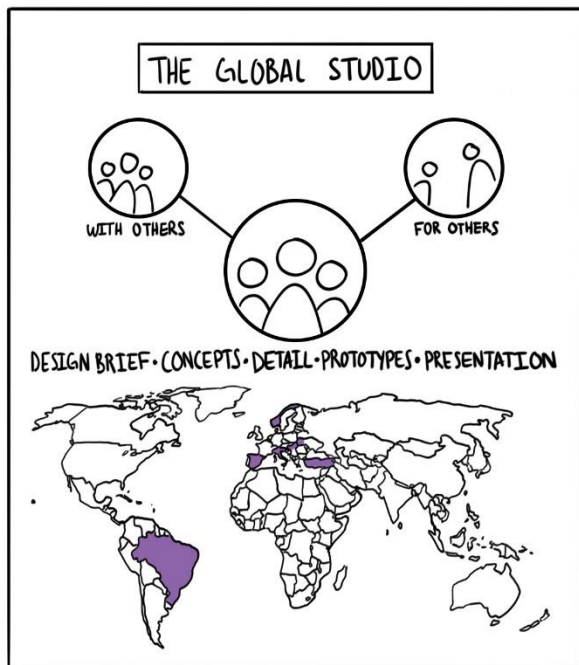 THE GLOBAL STUDIO
WITH OTHERS
FOR OTHERS
DESIGN BRIEF • CONCEPTS • DETAIL • PROTOTYPES • PRESENTATION